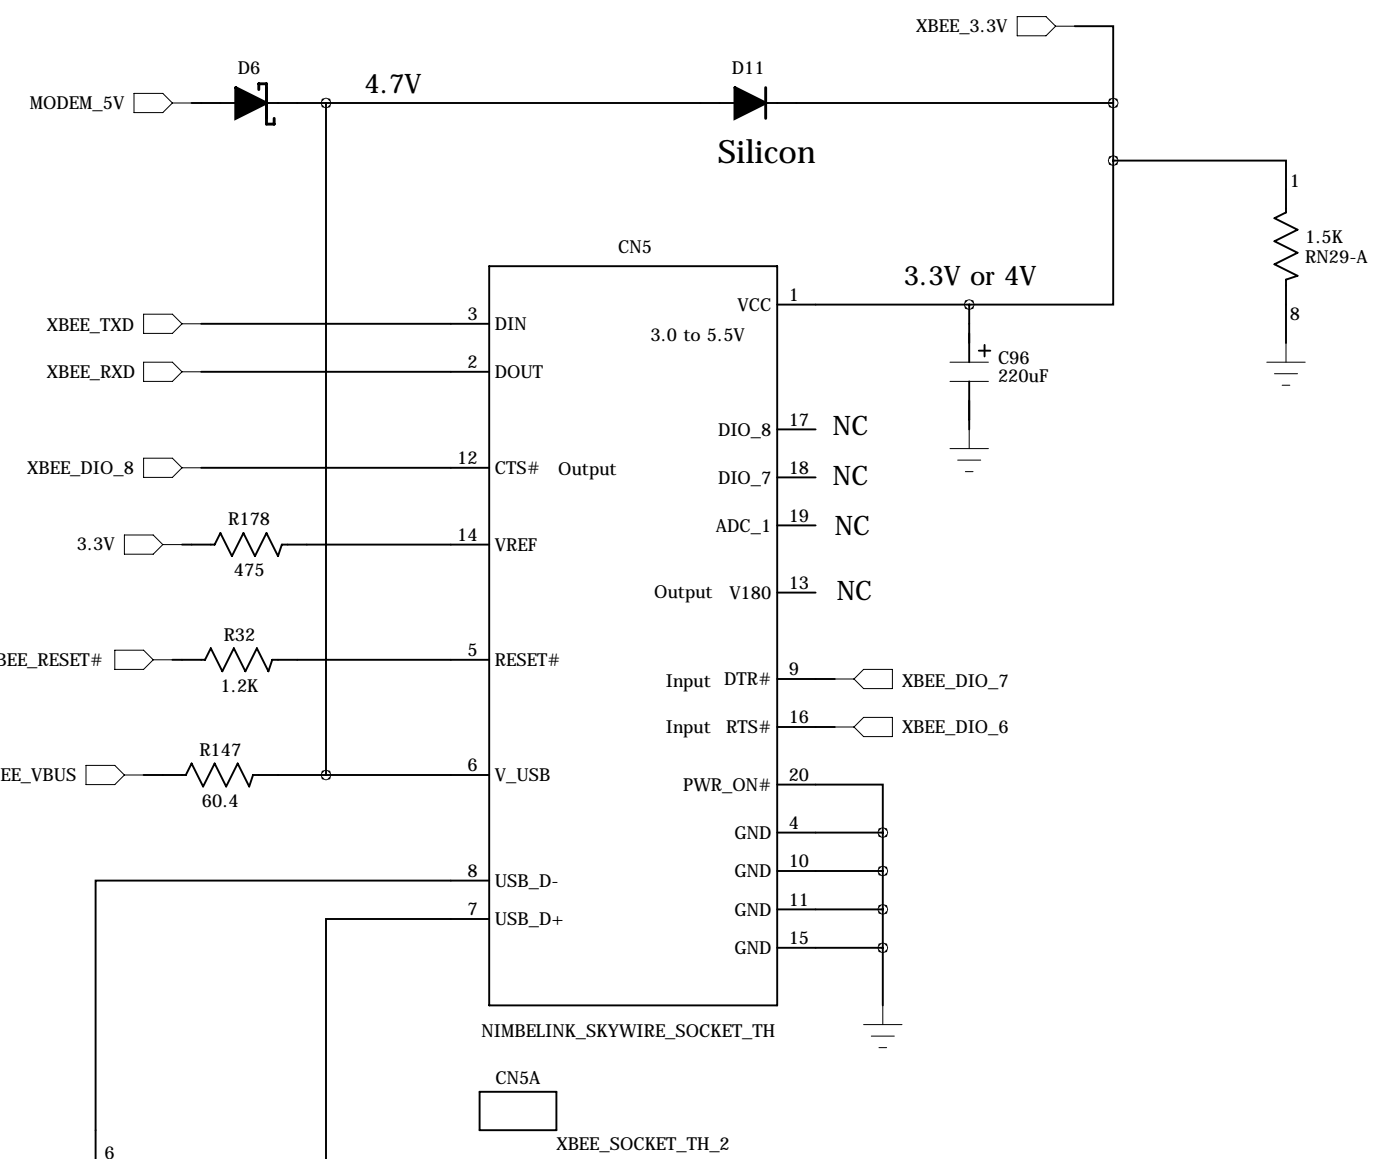 XBEE_3.3V
D6
D11
4.7V
MODEM_5V
Silicon
1
1.5K
RN29-A
8
CN5
3.3V or 4V
VCC 1
XBEE_TXD 3 DIN
3.0 to 5.5V
XBEE_RXD 2 DOUT
+ C96
220uF
DIO_8 17 NC
XBEE_DIO_8 12 CTS# Output
DIO_7 18 NC
R178
ADC_1 19 NC
3.3V 14 VREF
475
Output V180 13 NC
R32
BEE_RESET# 5 RESET#
1.2K
Input DTR# 9 XBEE_DIO_7
Input RTS# 16 XBEE_DIO_6
R147
EE_VBUS 6 V_USB
60.4
PWR_ON# 20
GND 4
GND 10
8 USB_D-
GND 11
7 USB_D+
GND 15
NIMBELINK_SKYWIRE_SOCKET_TH
CN5A
XBEE_SOCKET_TH_2
6